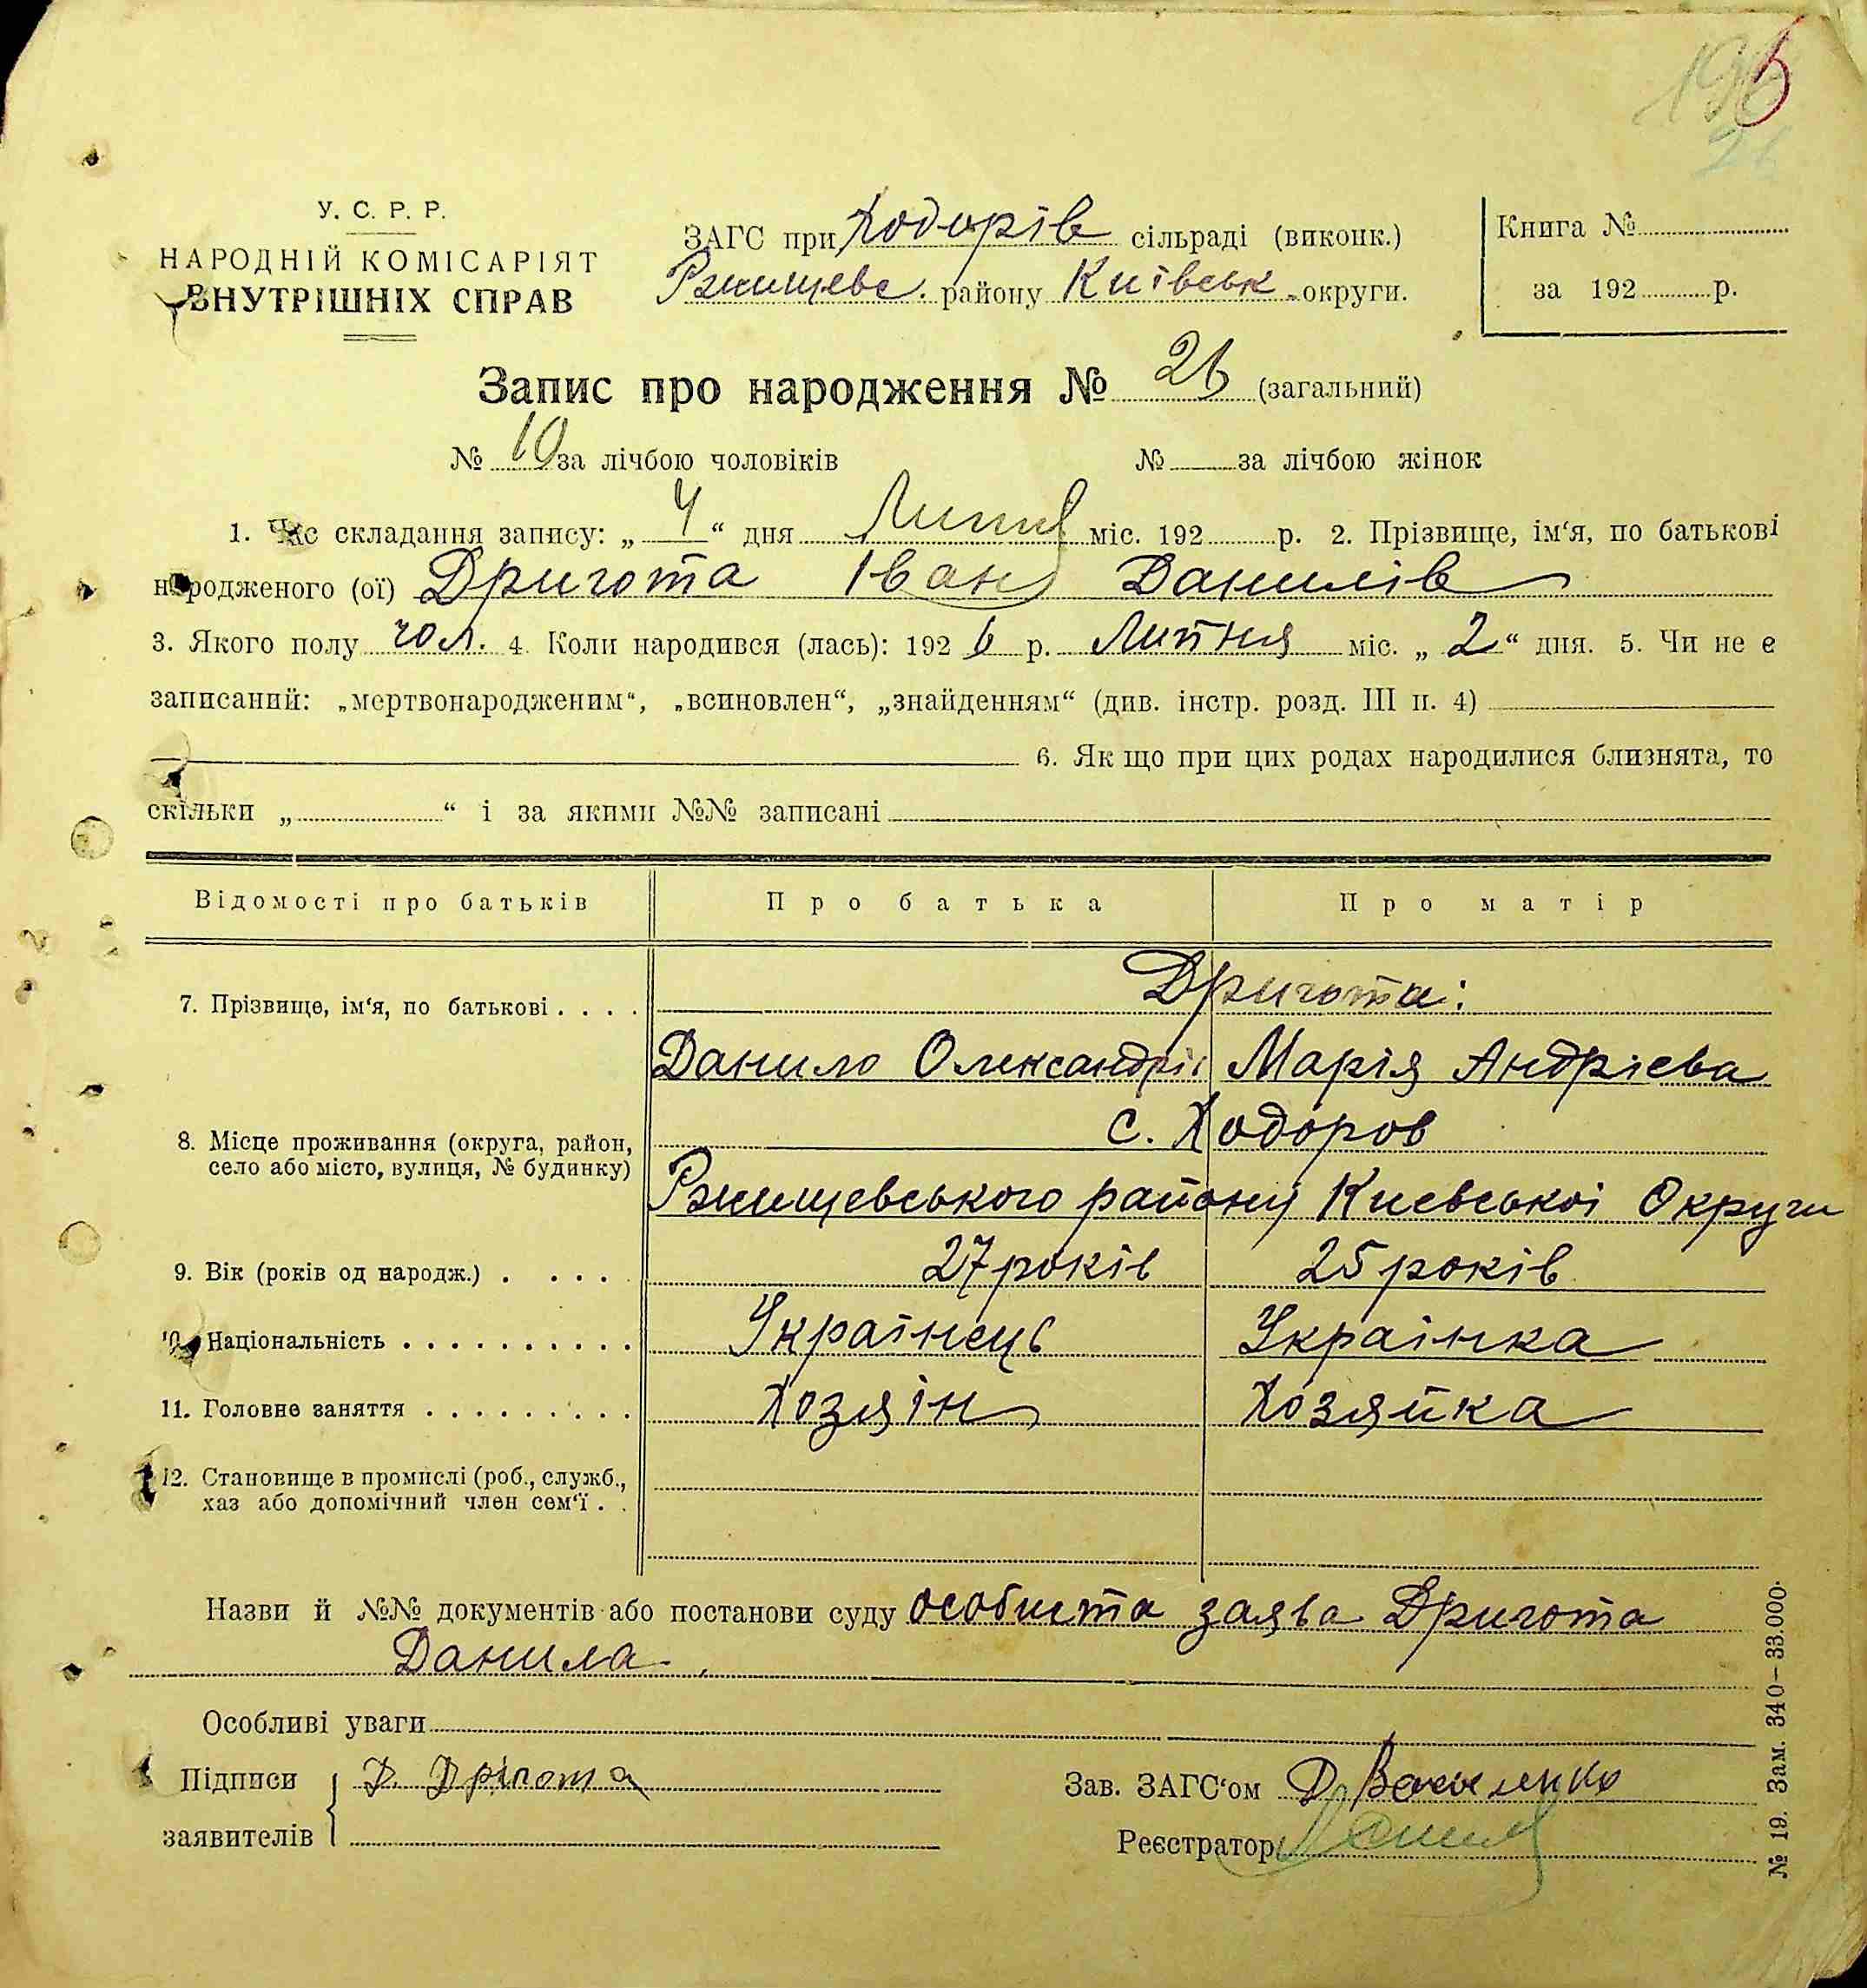 196
26
У. С. Р. Р.
НАРОДНІЙ КОМІСАРІЯТ
ВНУТРІШНІХ СПРАВ
ЗАГС при Ходорів сільраді (виконк.)
Ржищевс. району Київськ округи.
Книга №
за 192 р.
Запис про народження № 26 (загальний)
№ 10 за лічбою чоловіків № за лічбою жінок
1. Час складання запису: „ 4 “ дня Липня міс. 192 р. 2. Прізвище, ім'я, по батькові
народженого (ої) Дригота Іван Данилів
3. Якого полу чол. 4. Коли народився (лась): 192 6 р. Липня міс. „ 2 “ дня. 5. Чи не є
записаний: „мертвонародженим“, „всиновлен“, „знайденням“ (див. інстр. розд. III п. 4)
6. Як що при цих родах народилися близнята, то
скільки „ “ і за якими №№ записані
Відомості про батьків Про батька Про матір
7. Прізвище, ім'я, по батькові . . . . Дригота:
Данило Олександрів Марія Андрієва
8. Місце проживання (округа, район, с. Ходоров
село або місто, вулиця, № будинку)
Ржищевського району Киевської Округи
9. Вік (років од народж.) . . . . 27 років 25 років
10. Національність . . . . . . . . . . Українець Українка
11. Головне заняття . . . . . . . . . Хозяін Хозяйка
12. Становище в промислі (роб., служб.,
хаз або допомічний член сем'ї . .
Назви й №№ документів або постанови суду особиста заява Дригота
Данила.
Особливі уваги
Підписи Д. Дрігота Зав. ЗАГС'ом Д Василенко
заявителів Реєстратор
№ 19. Зам. 340–33.000.